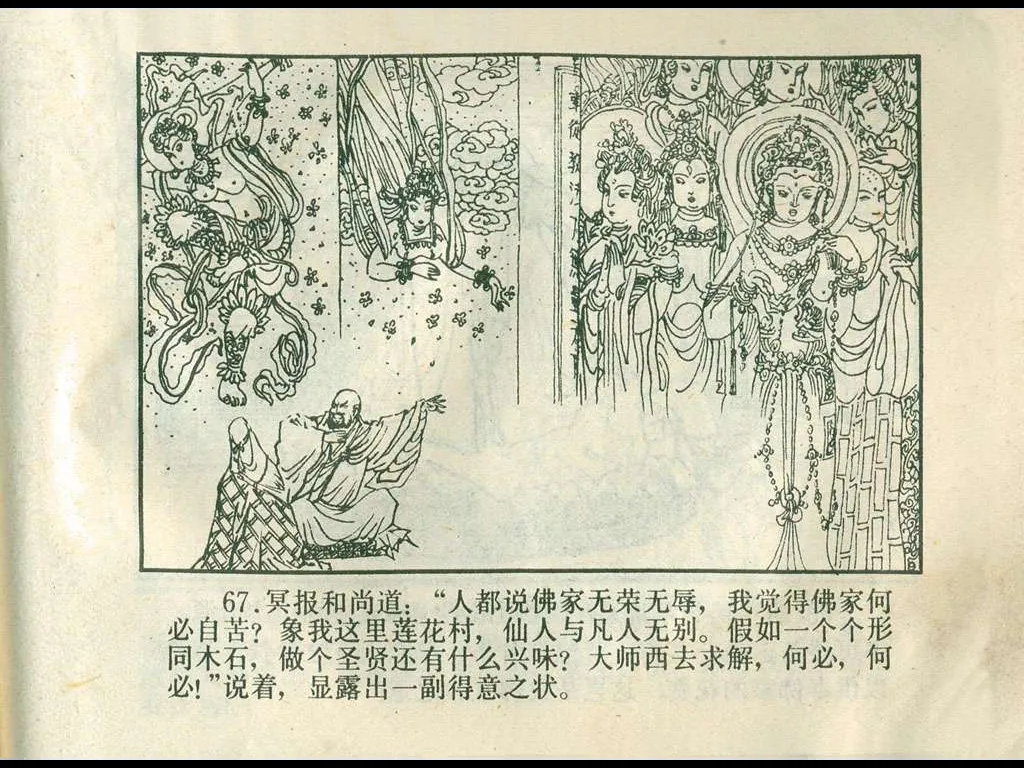 67.冥报和尚道：“人都说佛家无荣无辱，我觉得佛家何
必自苦？象我这里莲花村，仙人与凡人无别。假如一个个形
同木石，做个圣贤还有什么兴味？大师西去求解，何必，何
必！”说着，显露出一副得意之状。